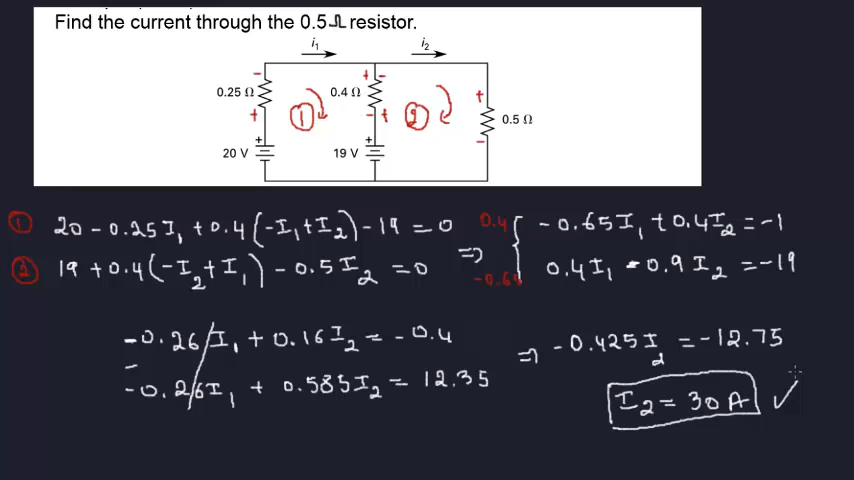 Find the current through the 0.5Ω resistor.
i₁ i₂
0.25 Ω 0.4 Ω 0.5 Ω
- + - +
+ ① - + ② -
+ +
20 V 19 V
① 20 - 0.25I₁ + 0.4(-I₁+I₂) - 19 = 0
② 19 + 0.4(-I₂+I₁) - 0.5I₂ = 0
⇒
0.4 { -0.65I₁ + 0.4I₂ = -1
-0.65 0.4I₁ - 0.9I₂ = -19
-0.26I₁ + 0.16I₂ = -0.4
-
-0.26I₁ + 0.585I₂ = 12.35
⇒ -0.425I₂ = -12.75
I₂ = 30A ✓